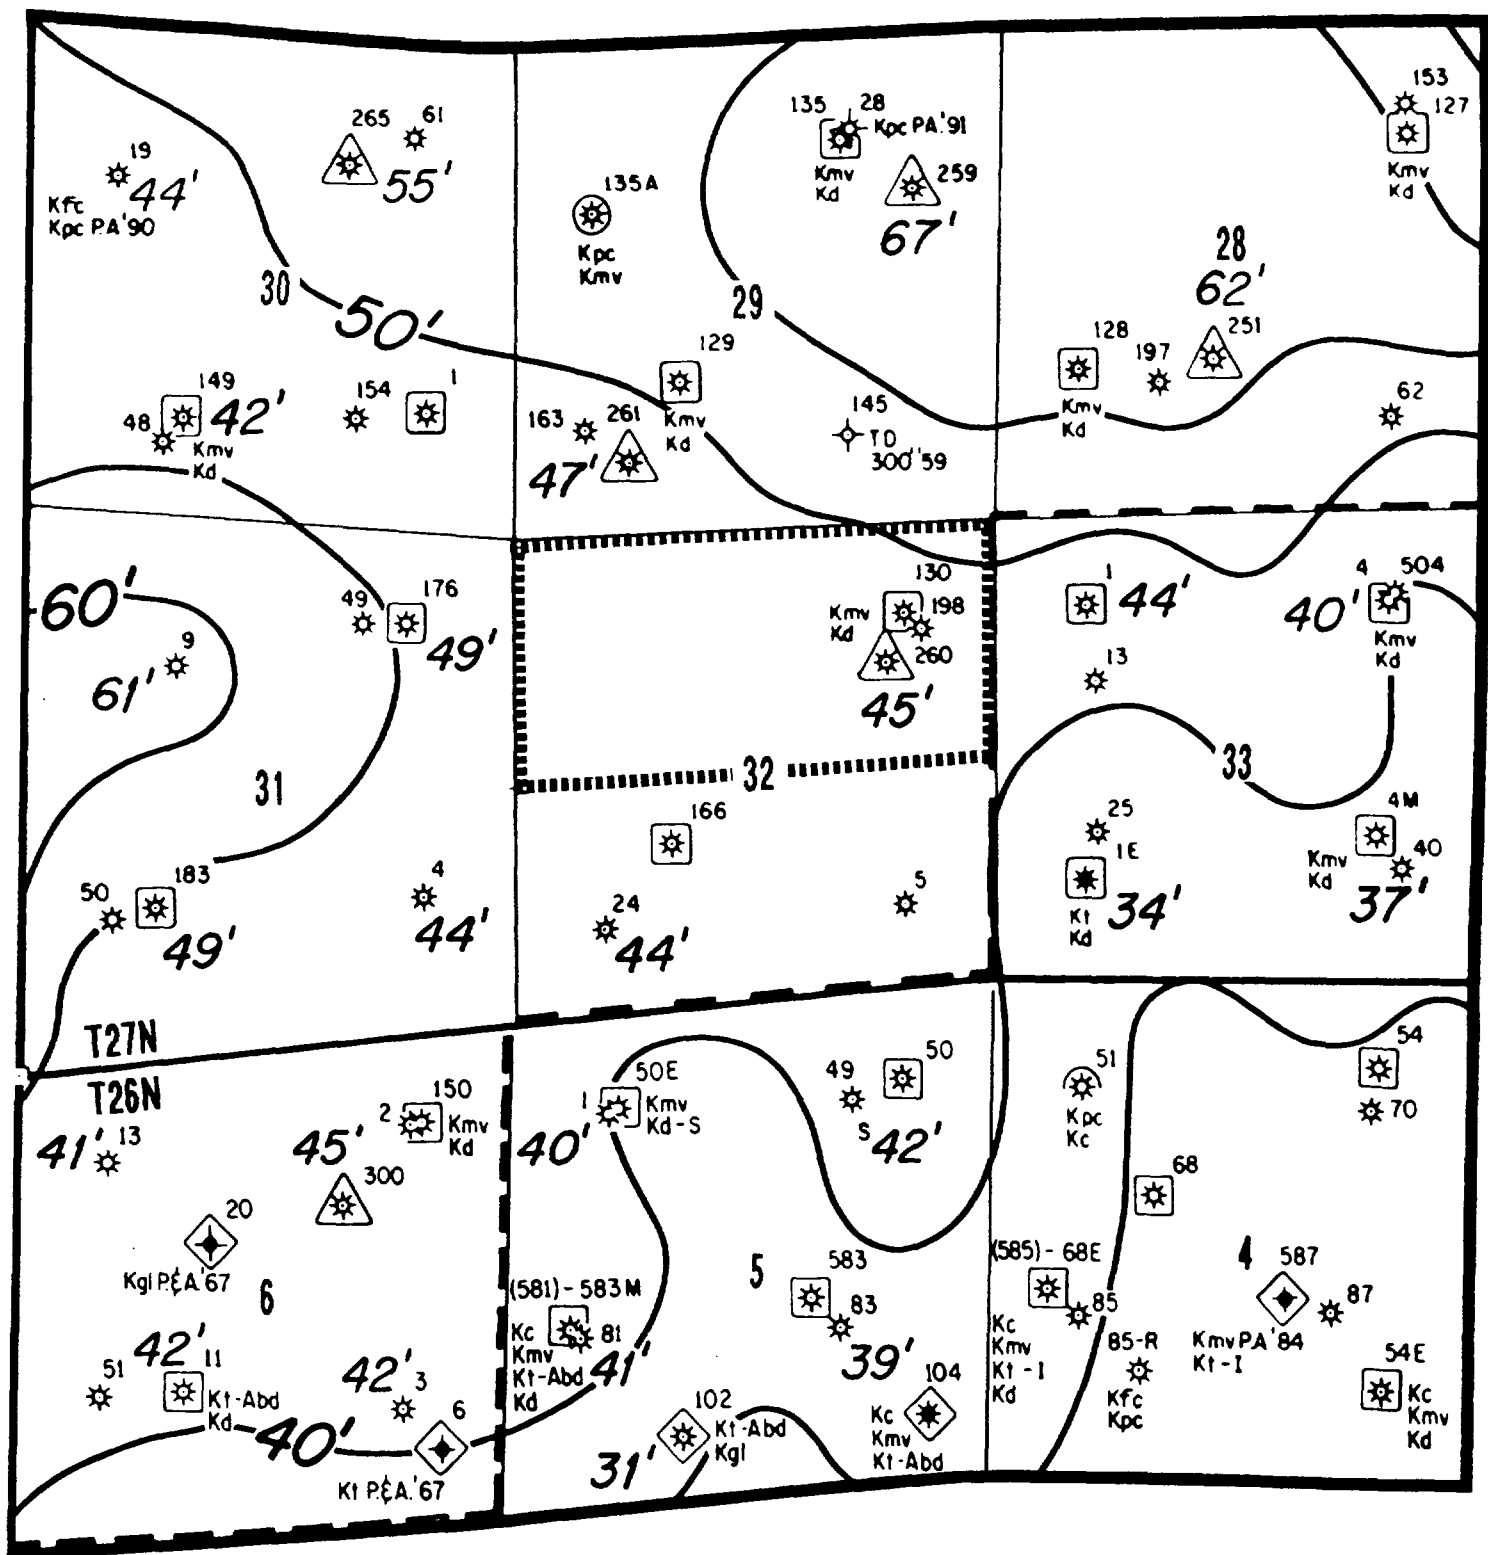 153
127
Kmv
Kd
135
28
Kpc PA.'91
Kmv
Kd
259
67'
265
61
55'
19
44'
Kfc
Kpc P.A.'90
135A
Kpc
Kmv
30
50'
29
28
62'
251
128
197
Kmv
Kd
62
129
Kmv
Kd
145
TD
300' '59
163
261
47'
149
42'
48
Kmv
Kd
154
1
60'
9
61'
49
176
49'
130
198
Kmv
Kd
260
45'
1
44'
13
4
504
40'
Kmv
Kd
31
32
33
166
25
1E
34'
Kt
Kd
4M
40
Kmv
Kd
37'
50
183
49'
4
44'
24
44'
5
T27N
T26N
41'
13
45'
2
150
Kmv
Kd
300
50E
1
Kmv
Kd-S
40'
49
50
S
42'
51
Kpc
Kc
54
70
68
20
Kgl P.&A.'67
6
5
4
(581)-583M
81
Kc
Kmv
Kt-Abd
Kd
41'
583
83
39'
(585)-68E
85
Kc
Kmv
Kt-I
Kd
85-R
Kfc
Kpc
587
87
Kmv P.A.'84
Kt-I
54E
Kc
Kmv
Kd
42'
51
11
Kt-Abd
Kd
42'
3
40'
6
Kt P.&A.'67
102
Kt-Abd
Kgl
31'
104
Kc
Kmv
Kt-Abd